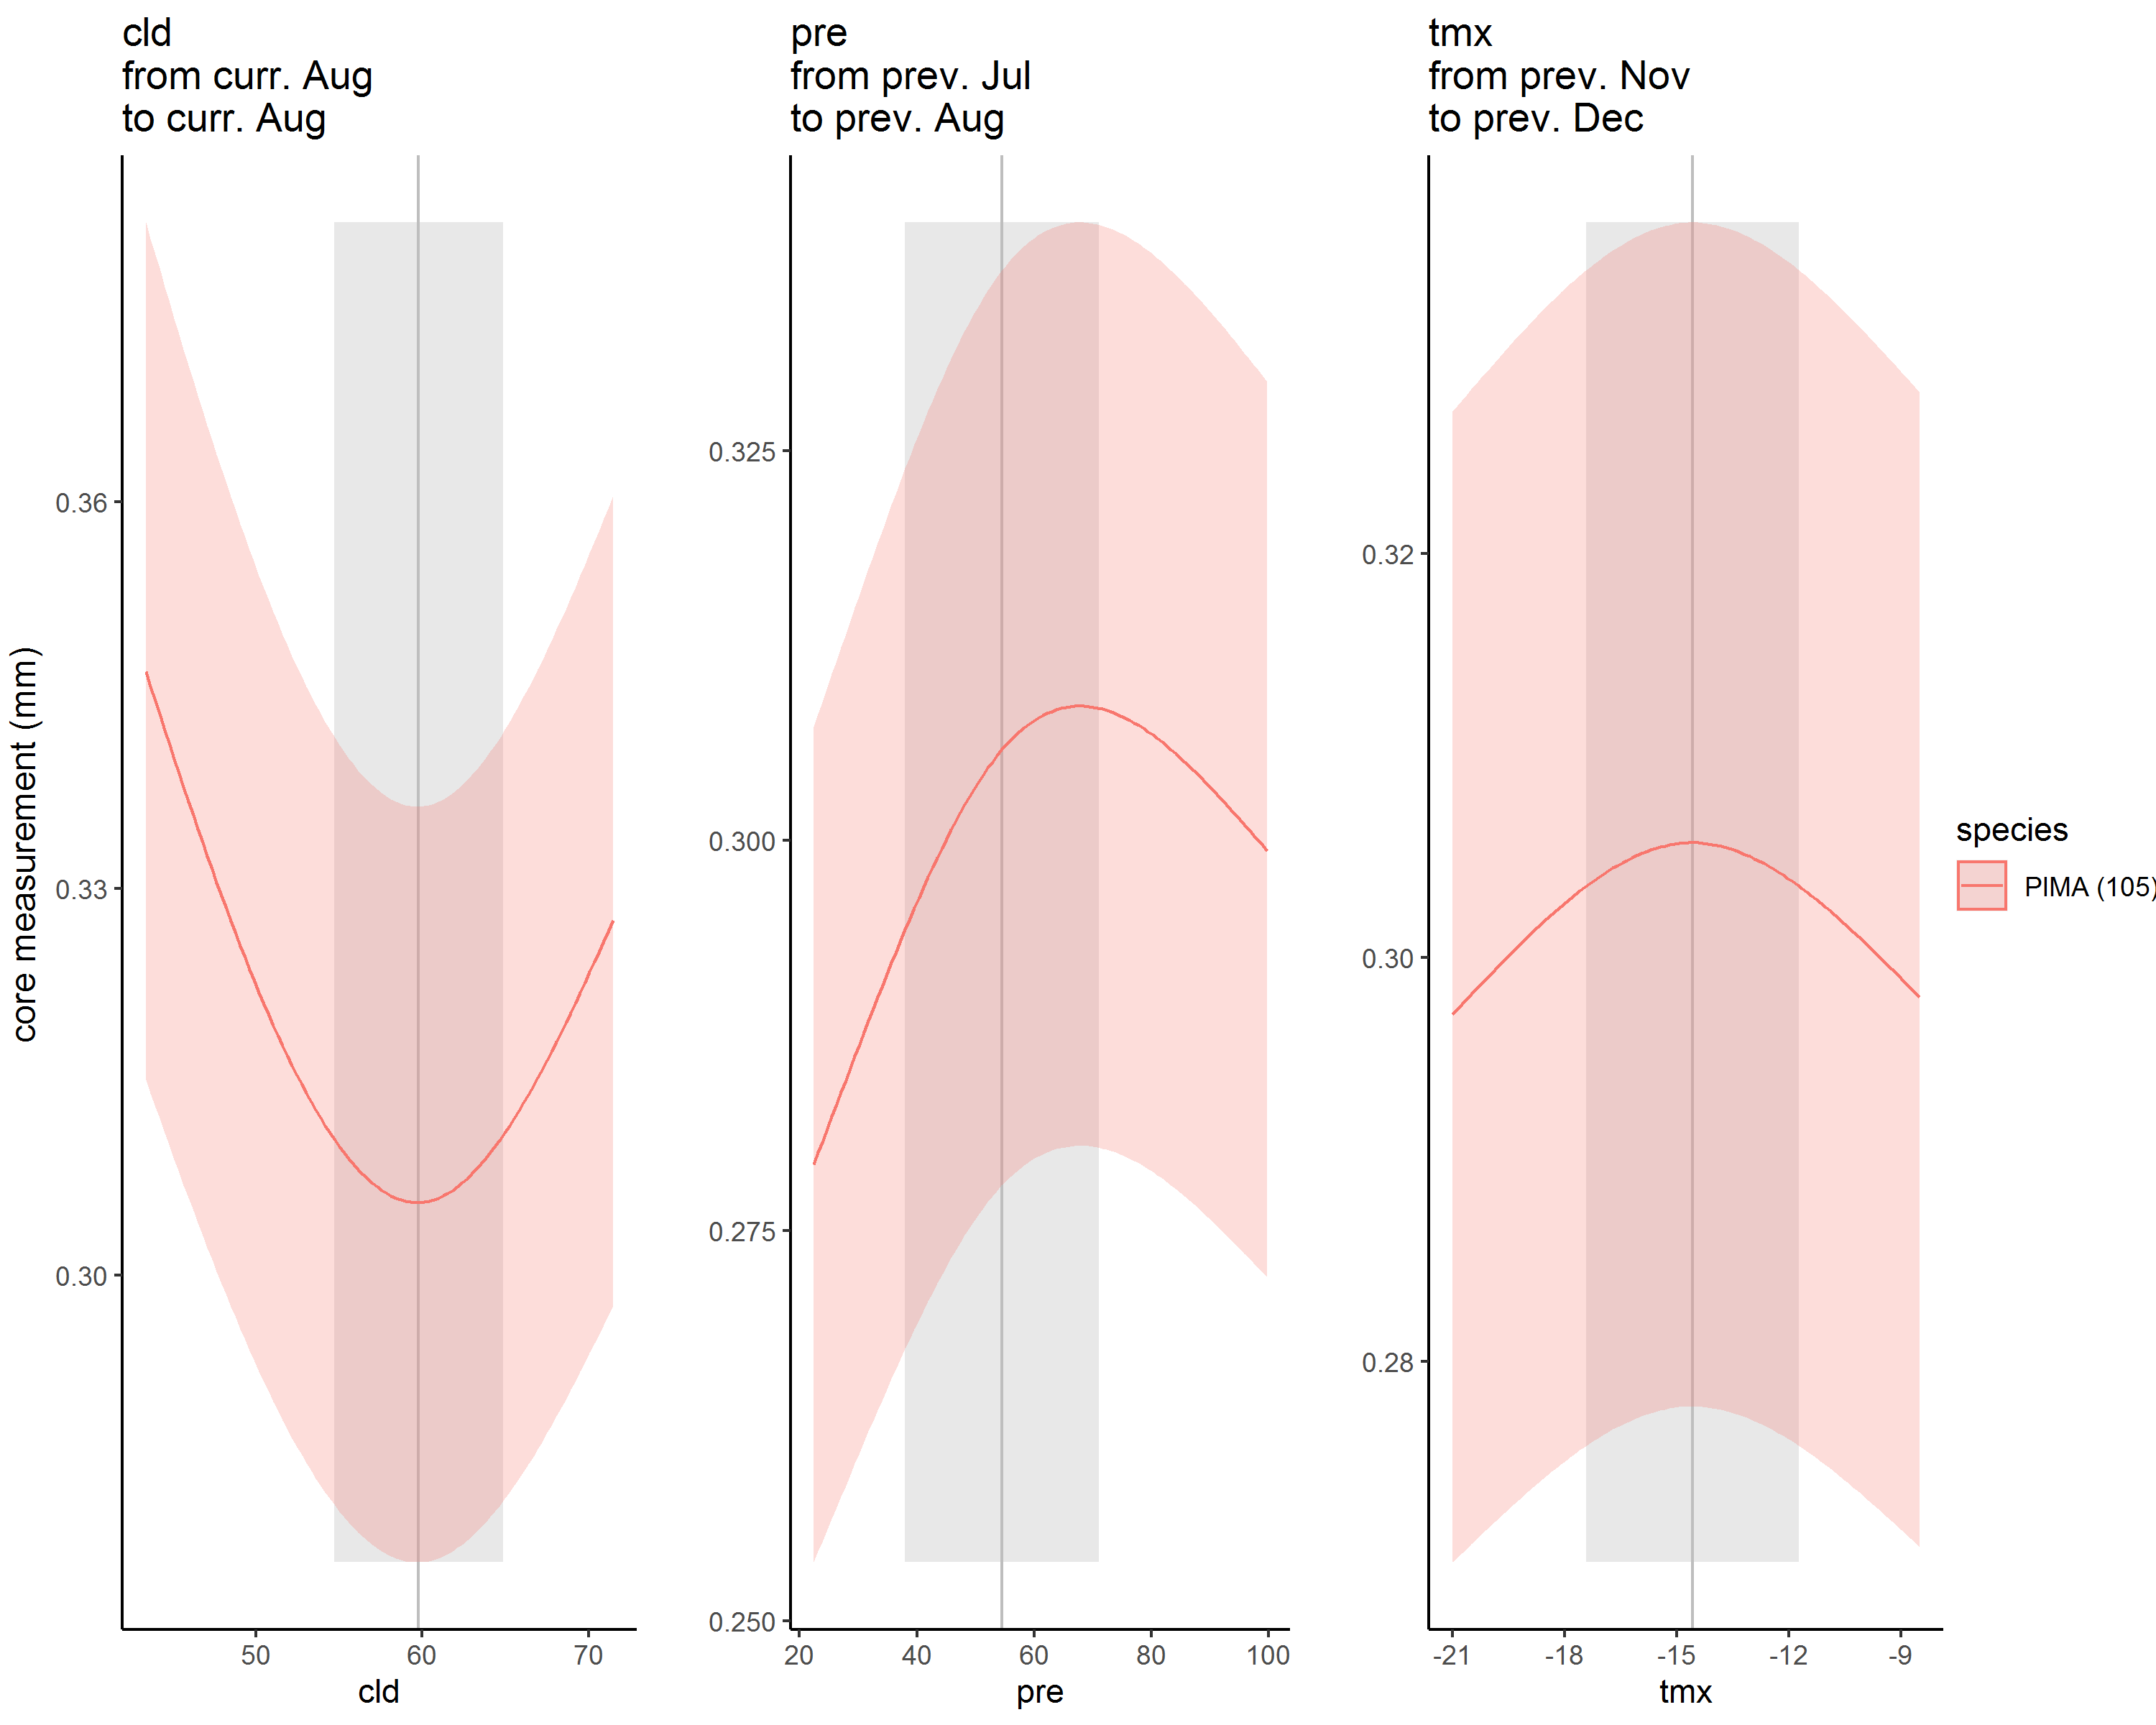 cld
from curr. Aug
to curr. Aug
pre
from prev. Jul
to prev. Aug
tmx
from prev. Nov
to prev. Dec
core measurement (mm)
0.36
0.33
0.30
50 60 70
cld
0.325
0.300
0.275
0.250
20 40 60 80 100
pre
0.32
0.30
0.28
-21 -18 -15 -12 -9
tmx
species
PIMA (105)